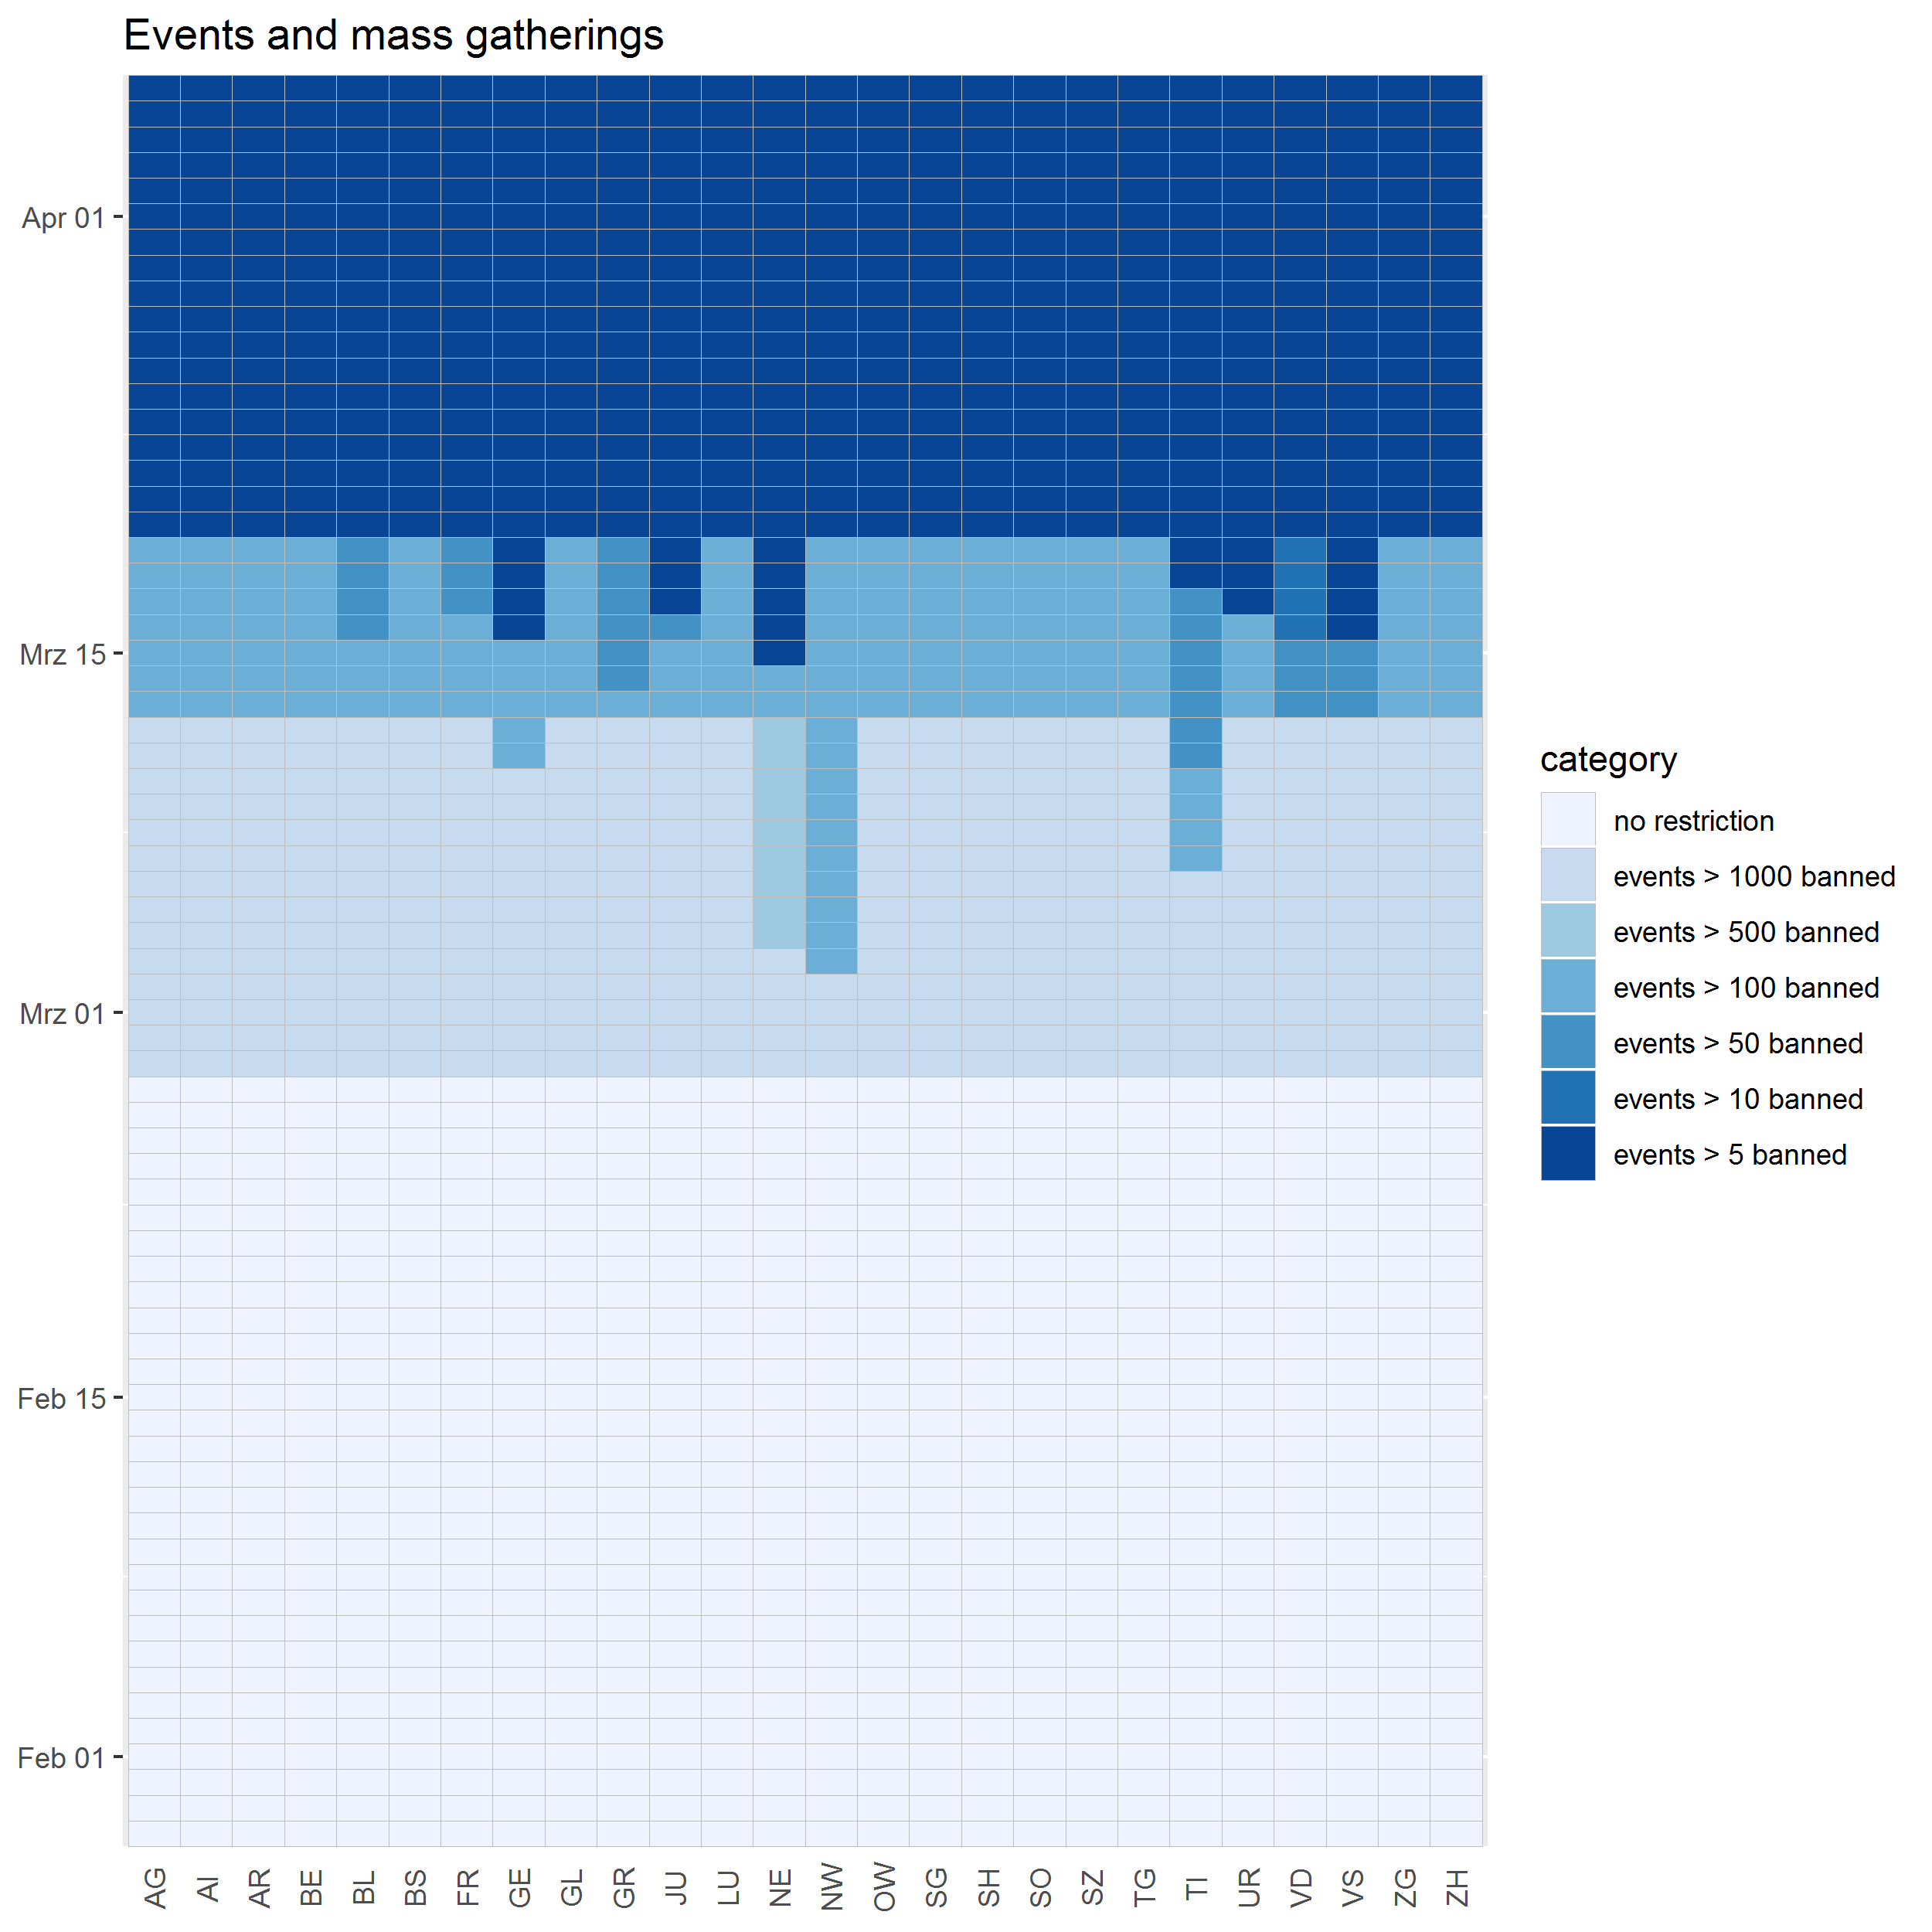 Events and mass gatherings
Apr 01
Mrz 15
Mrz 01
Feb 15
Feb 01
AG AI AR BE BL BS FR GE GL GR JU LU NE NW OW SG SH SO SZ TG TI UR VD VS ZG ZH
category
no restriction
events > 1000 banned
events > 500 banned
events > 100 banned
events > 50 banned
events > 10 banned
events > 5 banned